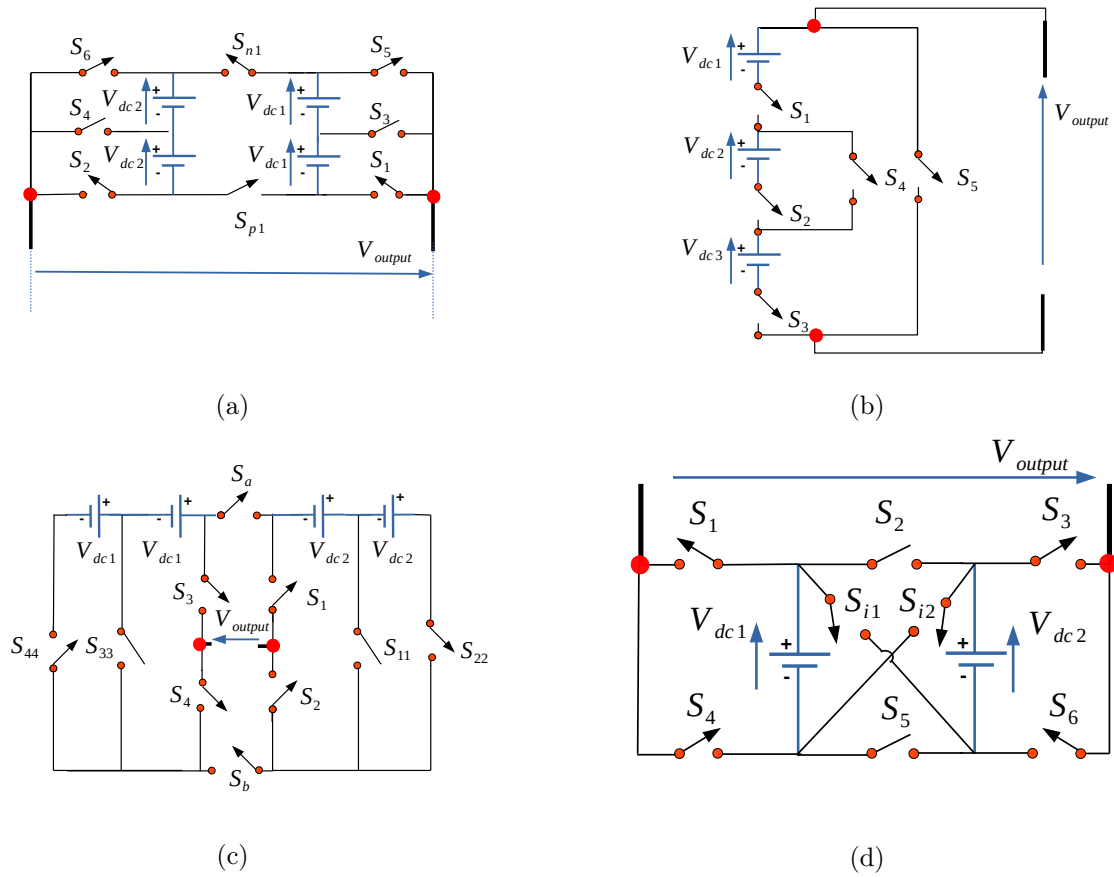 S6 Sn1 S5
+ +
Vdc2 Vdc1
- -
S4 S3
+ +
S2 Vdc2 Vdc1 S1
- -
Sp1
Voutput
(a)
+
Vdc1
-
S1
+
Vdc2
-
S4 S5
S2
+
Vdc3
-
S3
Voutput
(b)
Sa
+ + + +
- - - -
Vdc1 Vdc1 Vdc2 Vdc2
S3 S1
Voutput
S44 S33 S11 S22
S4 S2
Sb
(c)
Voutput
S1 S2 S3
Si1 Si2
Vdc1 Vdc2
+ +
- -
S4 S5 S6
(d)